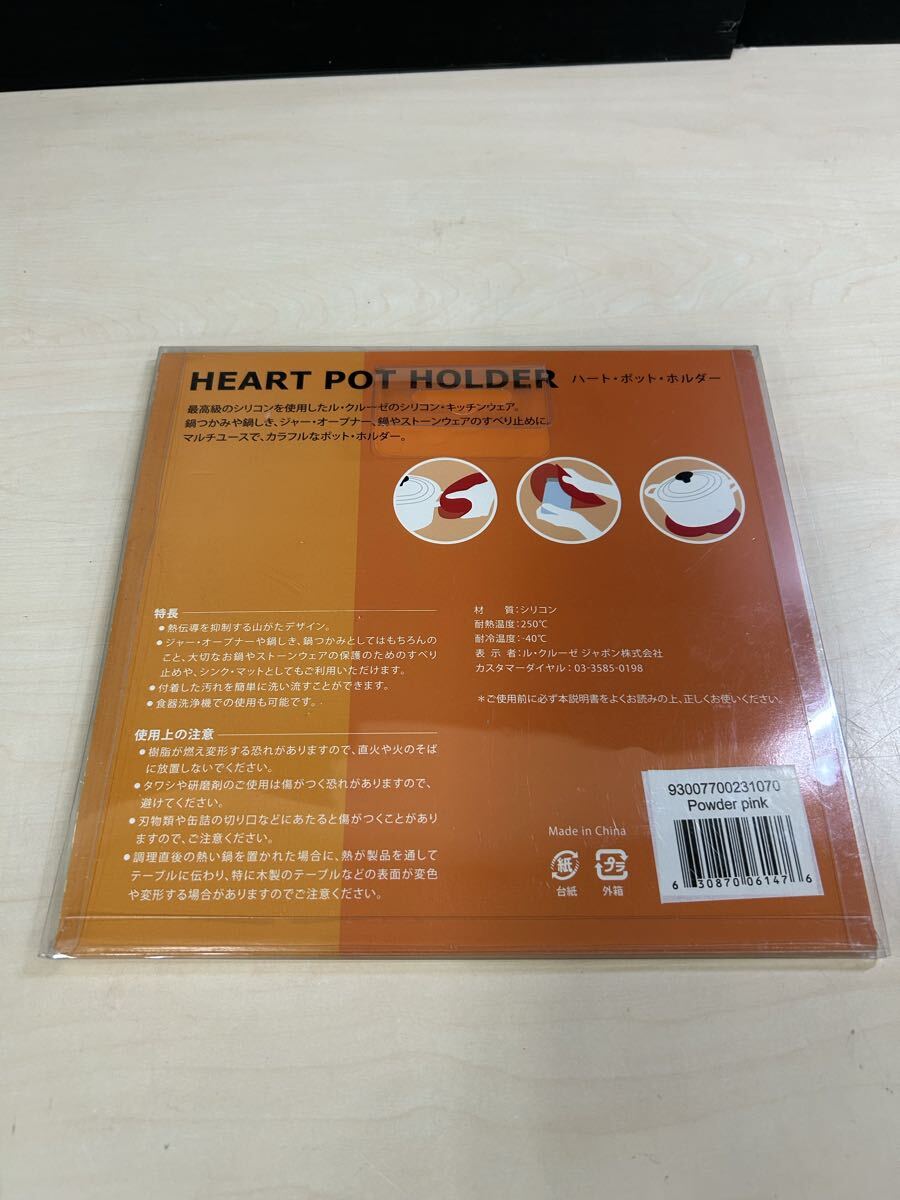 HEART POT HOLDER ハート・ポット・ホルダー
最高級のシリコンを使用したル・クルーゼのシリコン・キッチンウェア。
鍋つかみや鍋しき、ジャー・オープナー、鍋やストーンウェアのすべり止めに。
マルチユースで、カラフルなポット・ホルダー。
特長
●熱伝導を抑制する山がたデザイン。
●ジャー・オープナーや鍋しき、鍋つかみとしてはもちろんの
こと、大切なお鍋やストーンウェアの保護のためのすべり
止めや、シンク・マットとしてもご利用いただけます。
●付着した汚れを簡単に洗い流すことができます。
●食器洗浄機での使用も可能です。
使用上の注意
●樹脂が燃え変形する恐れがありますので、直火や火のそば
に放置しないでください。
●タワシや研磨剤のご使用は傷がつく恐れがありますので、
避けてください。
●刃物類や缶詰の切り口などにあたると傷がつくことがあり
ますので、ご注意ください。
●調理直後の熱い鍋を置かれた場合に、熱が製品を通して
テーブルに伝わり、特に木製のテーブルなどの表面が変色
や変形する場合がありますのでご注意ください。
材 質：シリコン
耐熱温度：250℃
耐冷温度：-40℃
表 示 者：ル・クルーゼ ジャポン株式会社
カスタマーダイヤル：03-3585-0198
＊ご使用前に必ず本説明書をよくお読みの上、正しくお使いください。
Made in China
紙
台紙
プラ
外箱
93007700231070
Powder pink
6 30870 06147 6